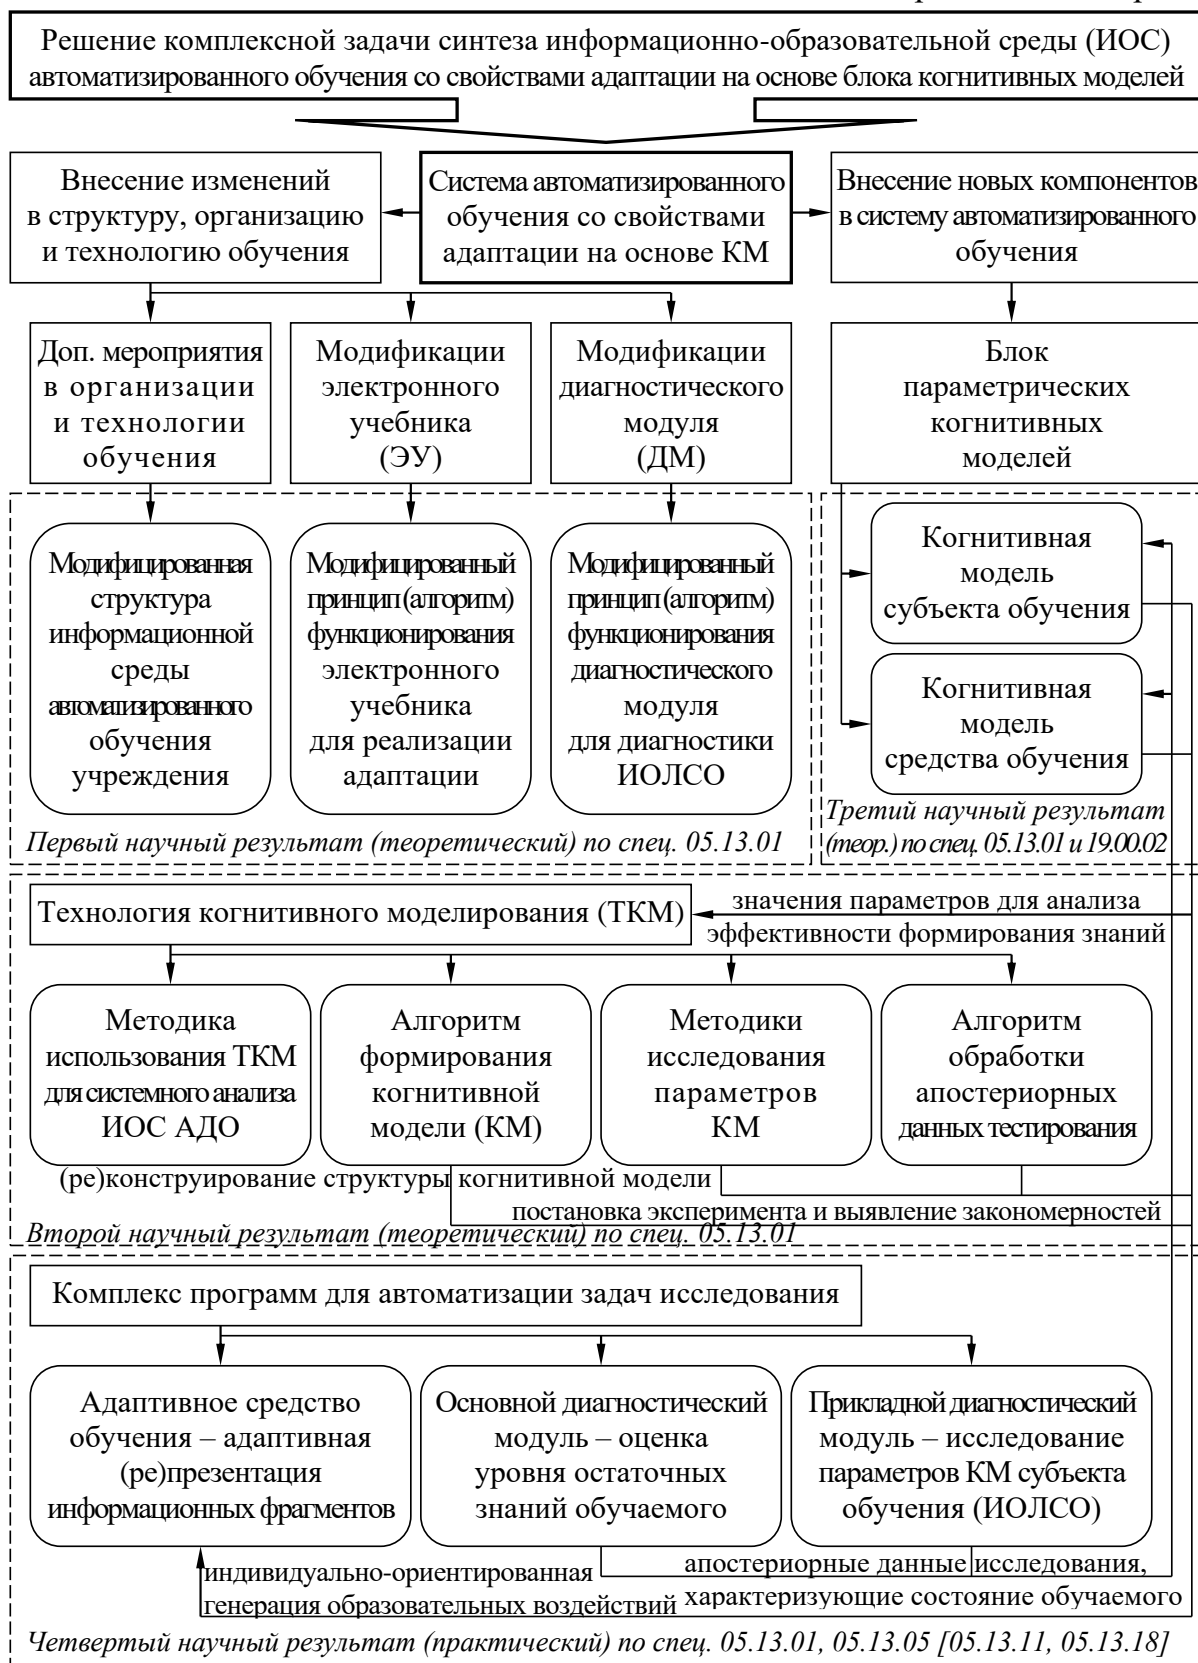 Решение комплексной задачи синтеза информационно-образовательной среды (ИОС)
автоматизированного обучения со свойствами адаптации на основе блока когнитивных моделей
Внесение изменений
в структуру, организацию
и технологию обучения
Система автоматизированного
обучения со свойствами
адаптации на основе КМ
Внесение новых компонентов
в систему автоматизированного
обучения
Доп. мероприятия
в организации
и технологии
обучения
Модификации
электронного
учебника
(ЭУ)
Модификации
диагностического
модуля
(ДМ)
Блок
параметрических
когнитивных
моделей
Модифицированная
структура
информационной
среды
автоматизированного
обучения
учреждения
Модифицированный
принцип (алгоритм)
функционирования
электронного
учебника
для реализации
адаптации
Модифицированный
принцип (алгоритм)
функционирования
диагностического
модуля
для диагностики
ИОЛСО
Когнитивная
модель
субъекта обучения
Когнитивная
модель
средства обучения
Первый научный результат (теоретический) по спец. 05.13.01
Третий научный результат
(теор.) по спец. 05.13.01 и 19.00.02
Технология когнитивного моделирования (ТКМ)
значения параметров для анализа
эффективности формирования знаний
Методика
использования ТКМ
для системного анализа
ИОС АДО
Алгоритм
формирования
когнитивной
модели (КМ)
Методики
исследования
параметров
КМ
Алгоритм
обработки
апостериорных
данных тестирования
(ре)конструирование структуры когнитивной модели
постановка эксперимента и выявление закономерностей
Второй научный результат (теоретический) по спец. 05.13.01
Комплекс программ для автоматизации задач исследования
Адаптивное средство
обучения – адаптивная
(ре)презентация
информационных фрагментов
Основной диагностический
модуль – оценка
уровня остаточных
знаний обучаемого
Прикладной диагностический
модуль – исследование
параметров КМ субъекта
обучения (ИОЛСО)
индивидуально-ориентированная
генерация образовательных воздействий
апостериорные данные исследования,
характеризующие состояние обучаемого
Четвертый научный результат (практический) по спец. 05.13.01, 05.13.05 [05.13.11, 05.13.18]